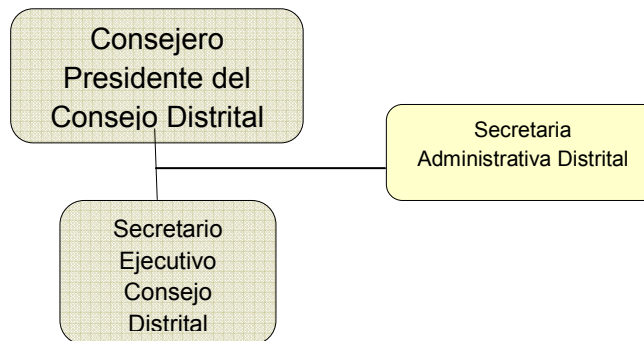 Consejero
Presidente del
Consejo Distrital
Secretaria
Administrativa Distrital
Secretario
Ejecutivo
Consejo
Distrital